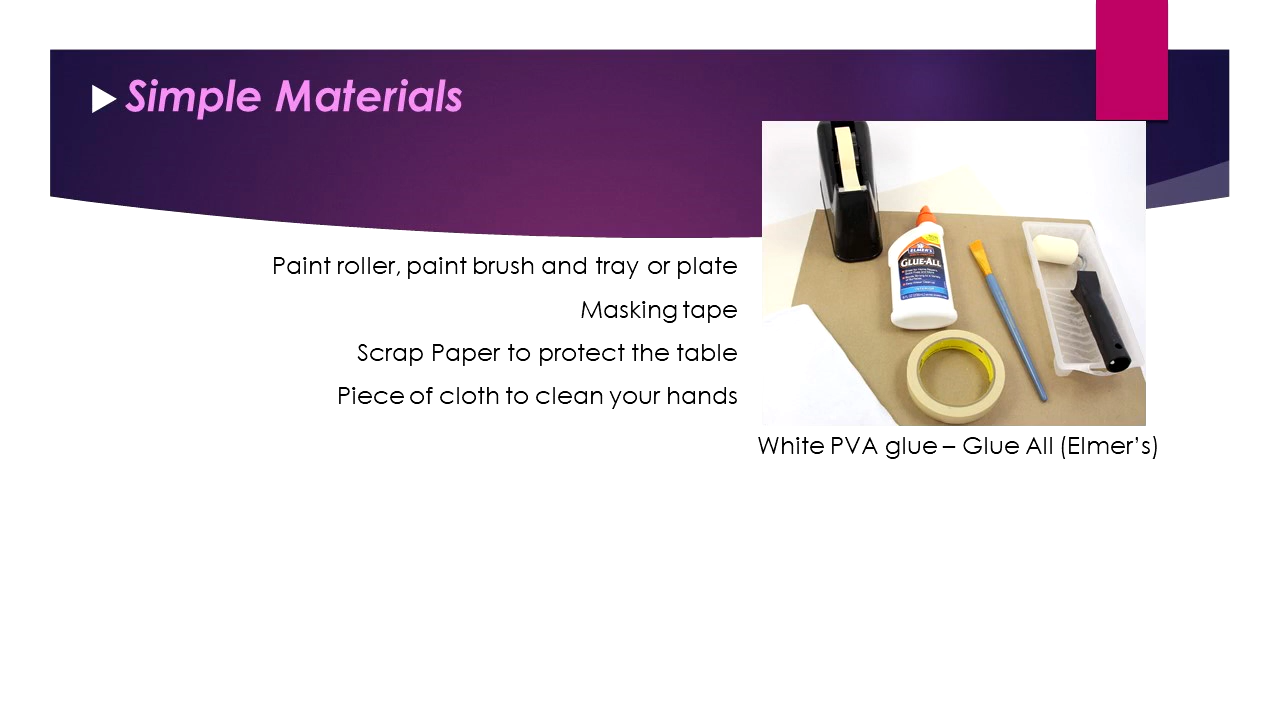 Simple Materials
Paint roller, paint brush and tray or plate
Masking tape
Scrap Paper to protect the table
Piece of cloth to clean your hands
ELMER'S
GLUE-ALL
White PVA glue – Glue All (Elmer’s)